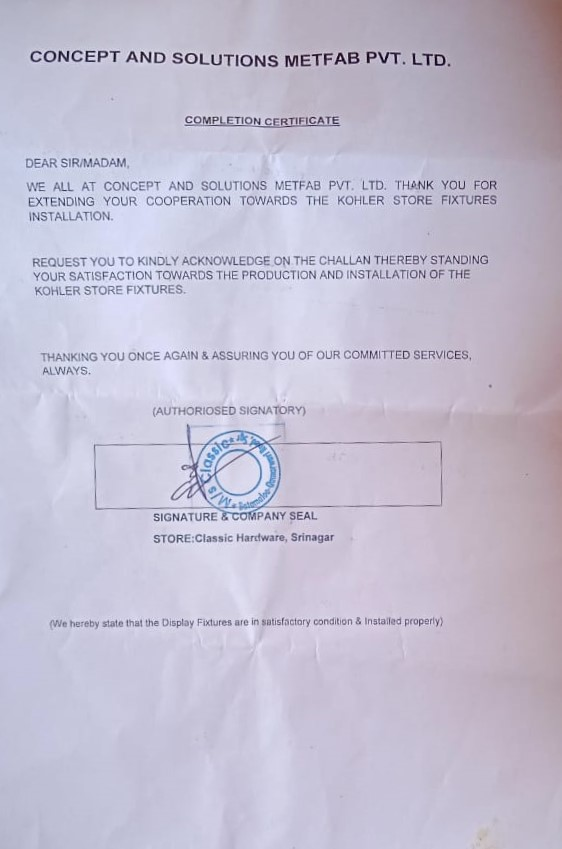 CONCEPT AND SOLUTIONS METFAB PVT. LTD.
COMPLETION CERTIFICATE
DEAR SIR/MADAM,
WE ALL AT CONCEPT AND SOLUTIONS METFAB PVT. LTD. THANK YOU FOR
EXTENDING YOUR COOPERATION TOWARDS THE KOHLER STORE FIXTURES
INSTALLATION.
REQUEST YOU TO KINDLY ACKNOWLEDGE ON THE CHALLAN THEREBY STANDING
YOUR SATISFACTION TOWARDS THE PRODUCTION AND INSTALLATION OF THE
KOHLER STORE FIXTURES.
THANKING YOU ONCE AGAIN & ASSURING YOU OF OUR COMMITTED SERVICES,
ALWAYS.
(AUTHORIOSED SIGNATORY)
M/s Classic
SIGNATURE & COMPANY SEAL
STORE:Classic Hardware, Srinagar
(We hereby state that the Display Fixtures are in satisfactory condition & Installed properly)